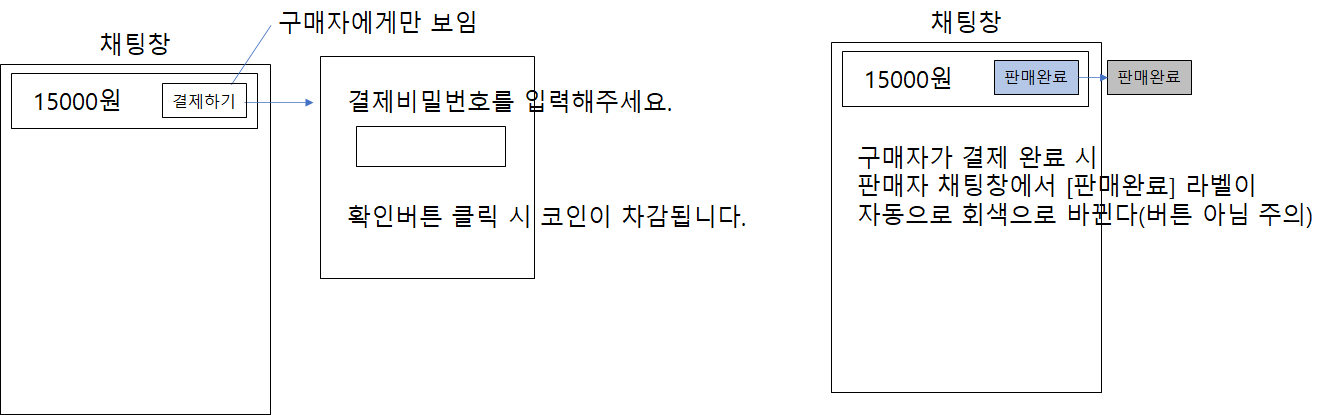 구매자에게만 보임
채팅창
15000원
결제하기
결제비밀번호를 입력해주세요.
확인버튼 클릭 시 코인이 차감됩니다.
채팅창
15000원
판매완료
판매완료
구매자가 결제 완료 시
판매자 채팅창에서 [판매완료] 라벨이
자동으로 회색으로 바뀐다(버튼 아님 주의)